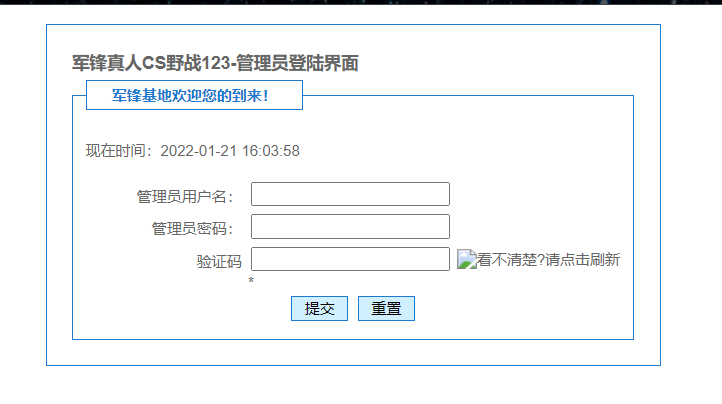 军锋真人CS野战123-管理员登陆界面
军锋基地欢迎您的到来！
现在时间：2022-01-21 16:03:58
管理员用户名：
管理员密码：
验证码 看不清楚?请点击刷新
*
提交 重置